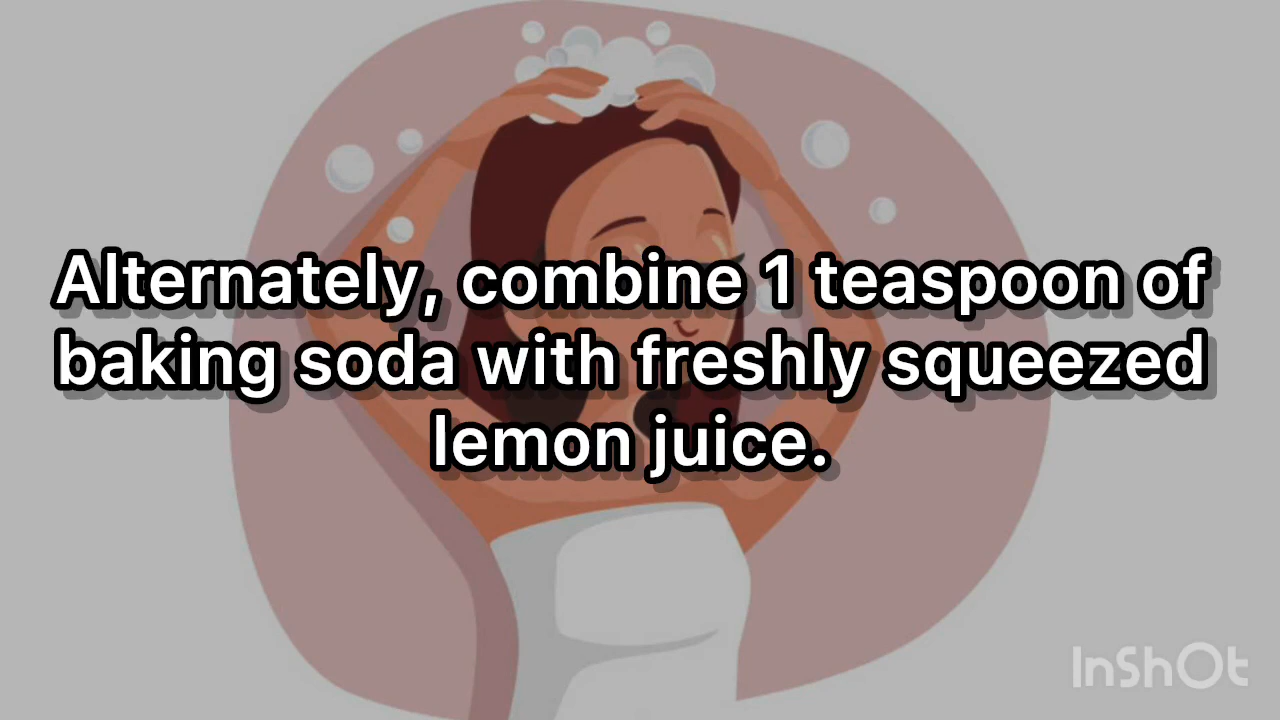 Alternately, combine 1 teaspoon of
baking soda with freshly squeezed
lemon juice.
InShOt